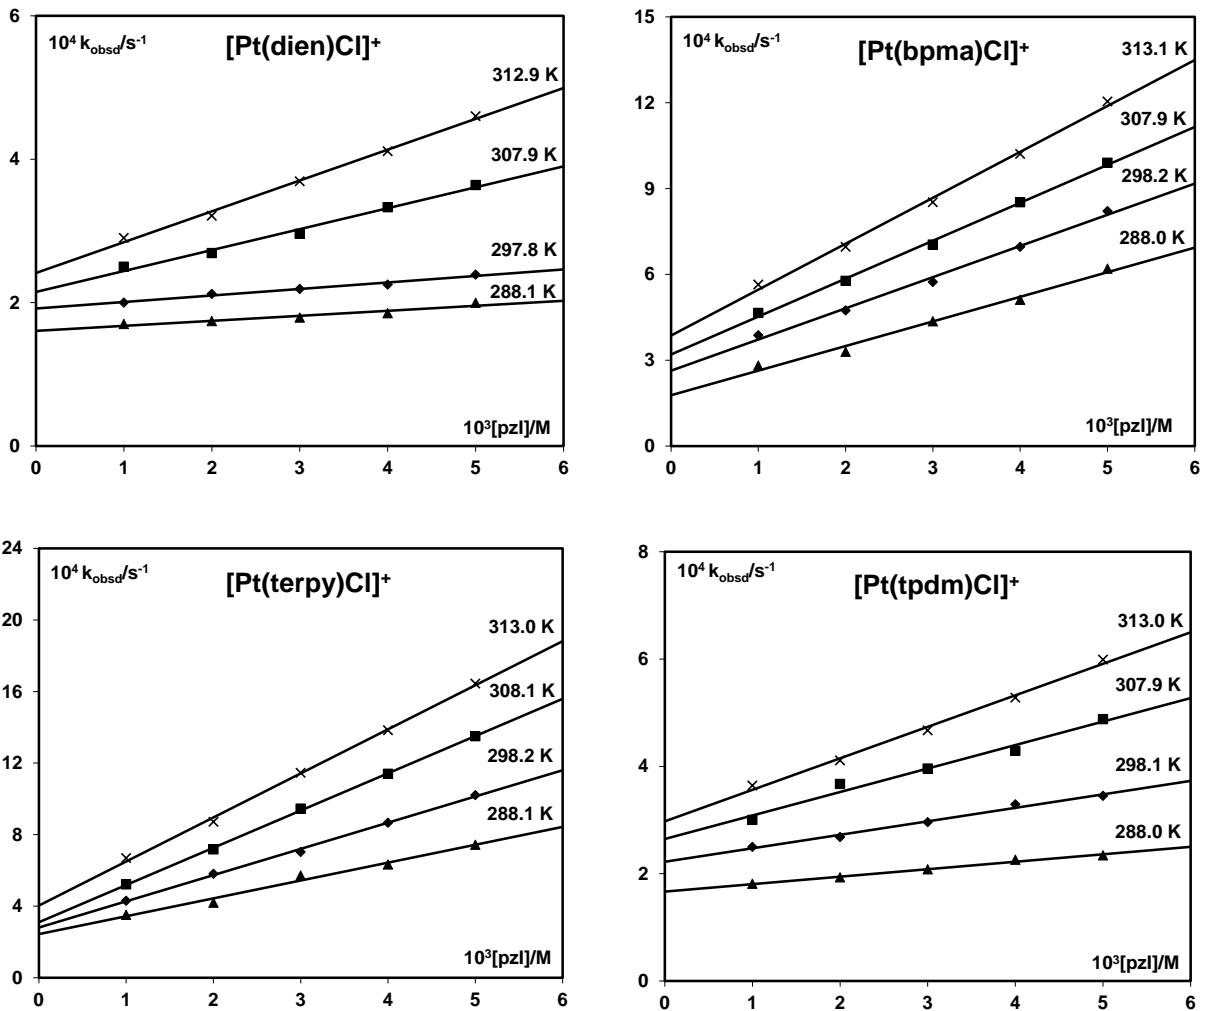 6
10⁴ k_obsd/s⁻¹
[Pt(dien)Cl]⁺
312.9 K
4
307.9 K
297.8 K
2
288.1 K
10³[pzl]/M
0
0 1 2 3 4 5 6
15
10⁴ k_obsd/s⁻¹
[Pt(bpma)Cl]⁺
313.1 K
12
307.9 K
9
298.2 K
288.0 K
6
3
10³[pzl]/M
0
0 1 2 3 4 5 6
24
10⁴ k_obsd/s⁻¹
[Pt(terpy)Cl]⁺
20
313.0 K
16
308.1 K
12
298.2 K
288.1 K
8
4
10³[pzl]/M
0
0 1 2 3 4 5 6
8
10⁴ k_obsd/s⁻¹
[Pt(tpdm)Cl]⁺
313.0 K
6
307.9 K
4
298.1 K
288.0 K
2
10³[pzl]/M
0
0 1 2 3 4 5 6